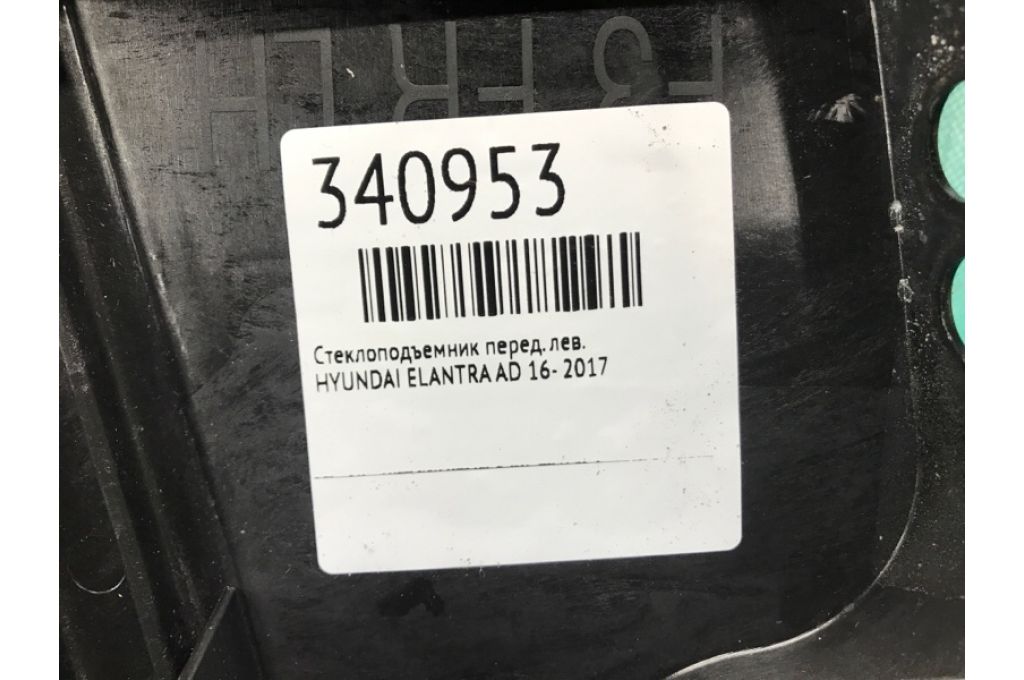 340953
Стеклоподъемник перед. лев.
HYUNDAI ELANTRA AD 16- 2017